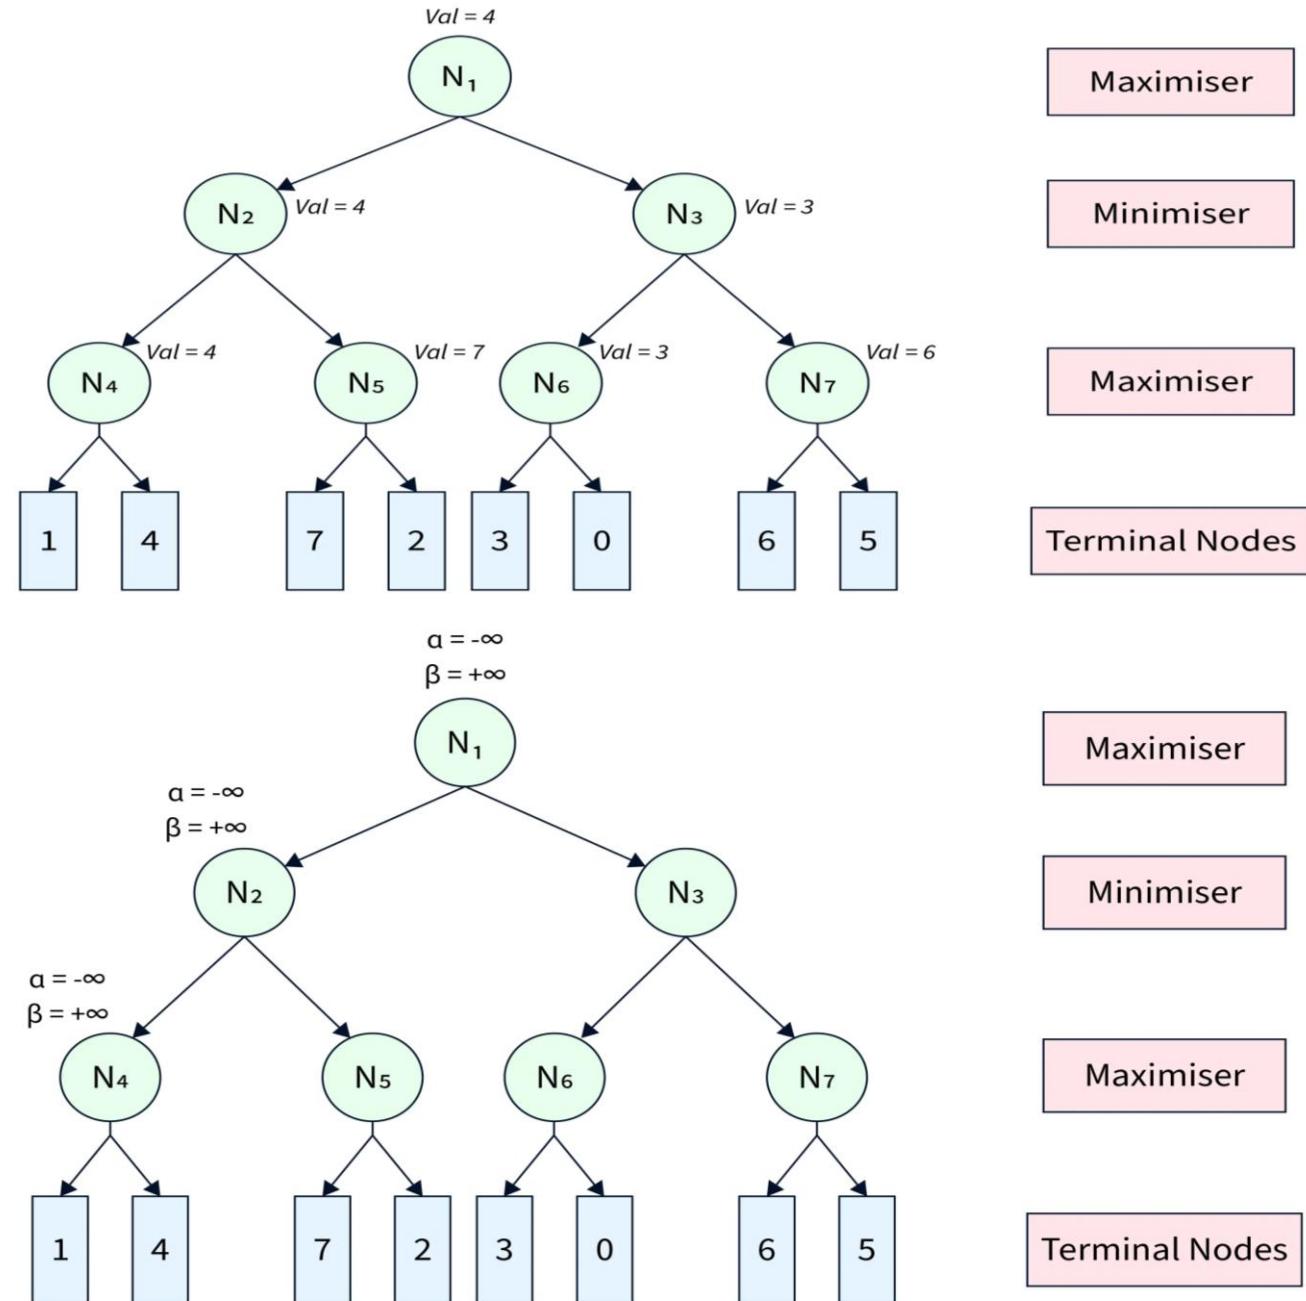 Val = 4
N₁
Maximiser
N₂ Val = 4
N₃ Val = 3
Minimiser
N₄ Val = 4
N₅ Val = 7
N₆ Val = 3
N₇ Val = 6
Maximiser
1 4 7 2 3 0 6 5
Terminal Nodes
α = -∞
β = +∞
N₁
Maximiser
α = -∞
β = +∞
N₂
N₃
Minimiser
α = -∞
β = +∞
N₄
N₅
N₆
N₇
Maximiser
1 4 7 2 3 0 6 5
Terminal Nodes